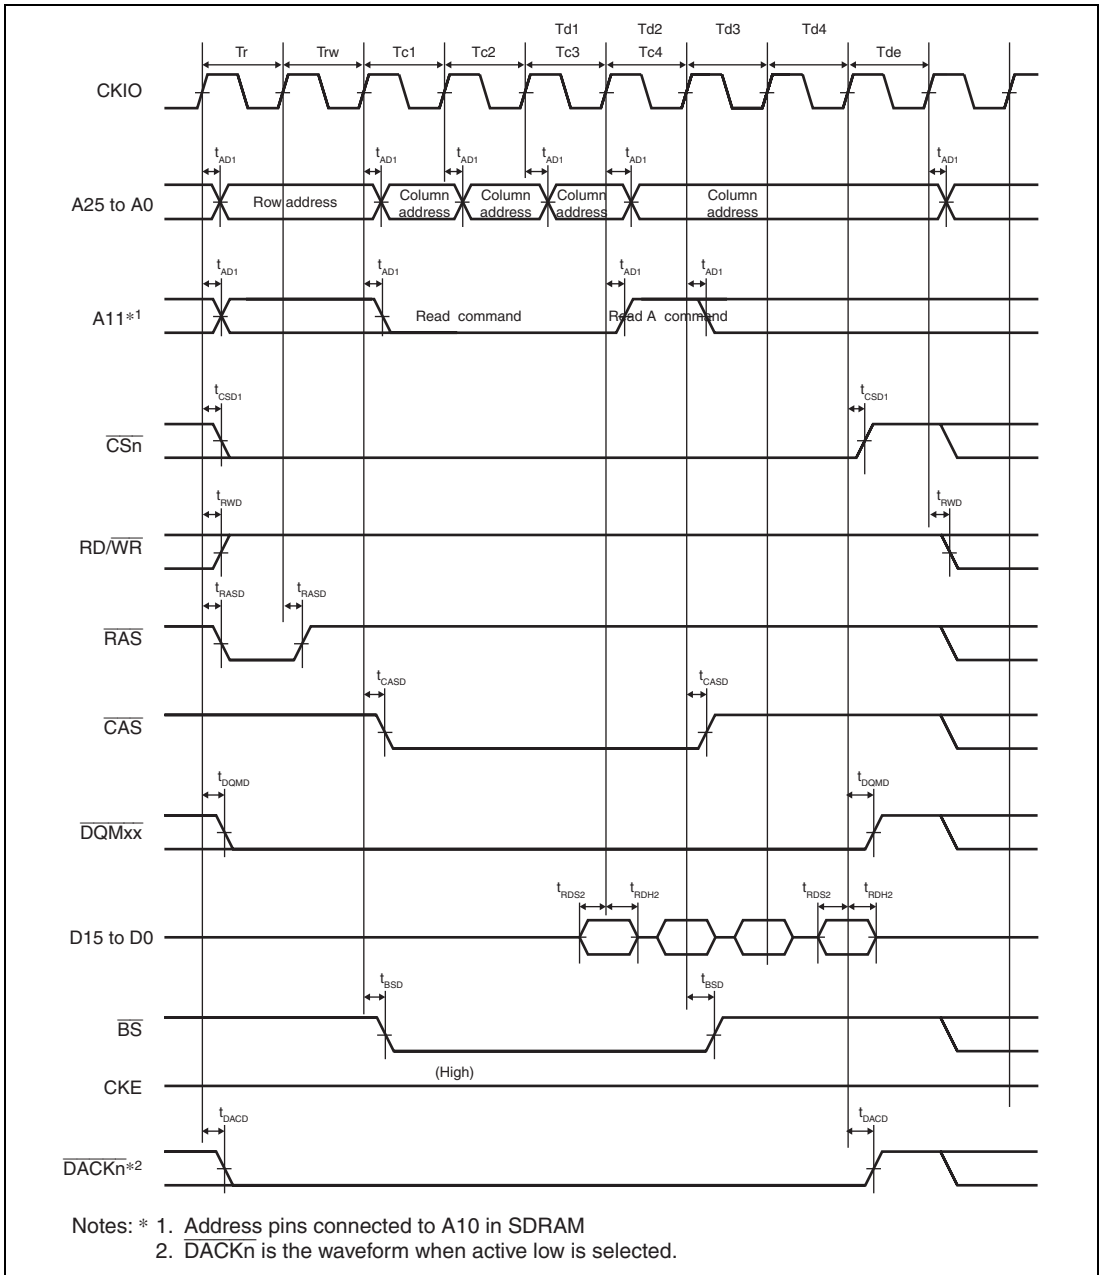 Td1 Td2 Td3 Td4
Tr Trw Tc1 Tc2 Tc3 Tc4 Tde
CKIO
tAD1 tAD1 tAD1 tAD1 tAD1 tAD1
A25 to A0
Row address
Column address
Column address
Column address
Column address
tAD1 tAD1 tAD1 tAD1
A11*1
Read command
Read A command
tCSD1 tCSD1
CSn
tRWD tRWD
RD/WR
tRASD tRASD
RAS
tCASD tCASD
CAS
tDQMD tDQMD
DQMxx
tRDS2 tRDH2 tRDS2 tRDH2
D15 to D0
tBSD tBSD
BS
(High)
CKE
tDACD tDACD
DACKn*2
Notes: * 1. Address pins connected to A10 in SDRAM
2. DACKn is the waveform when active low is selected.